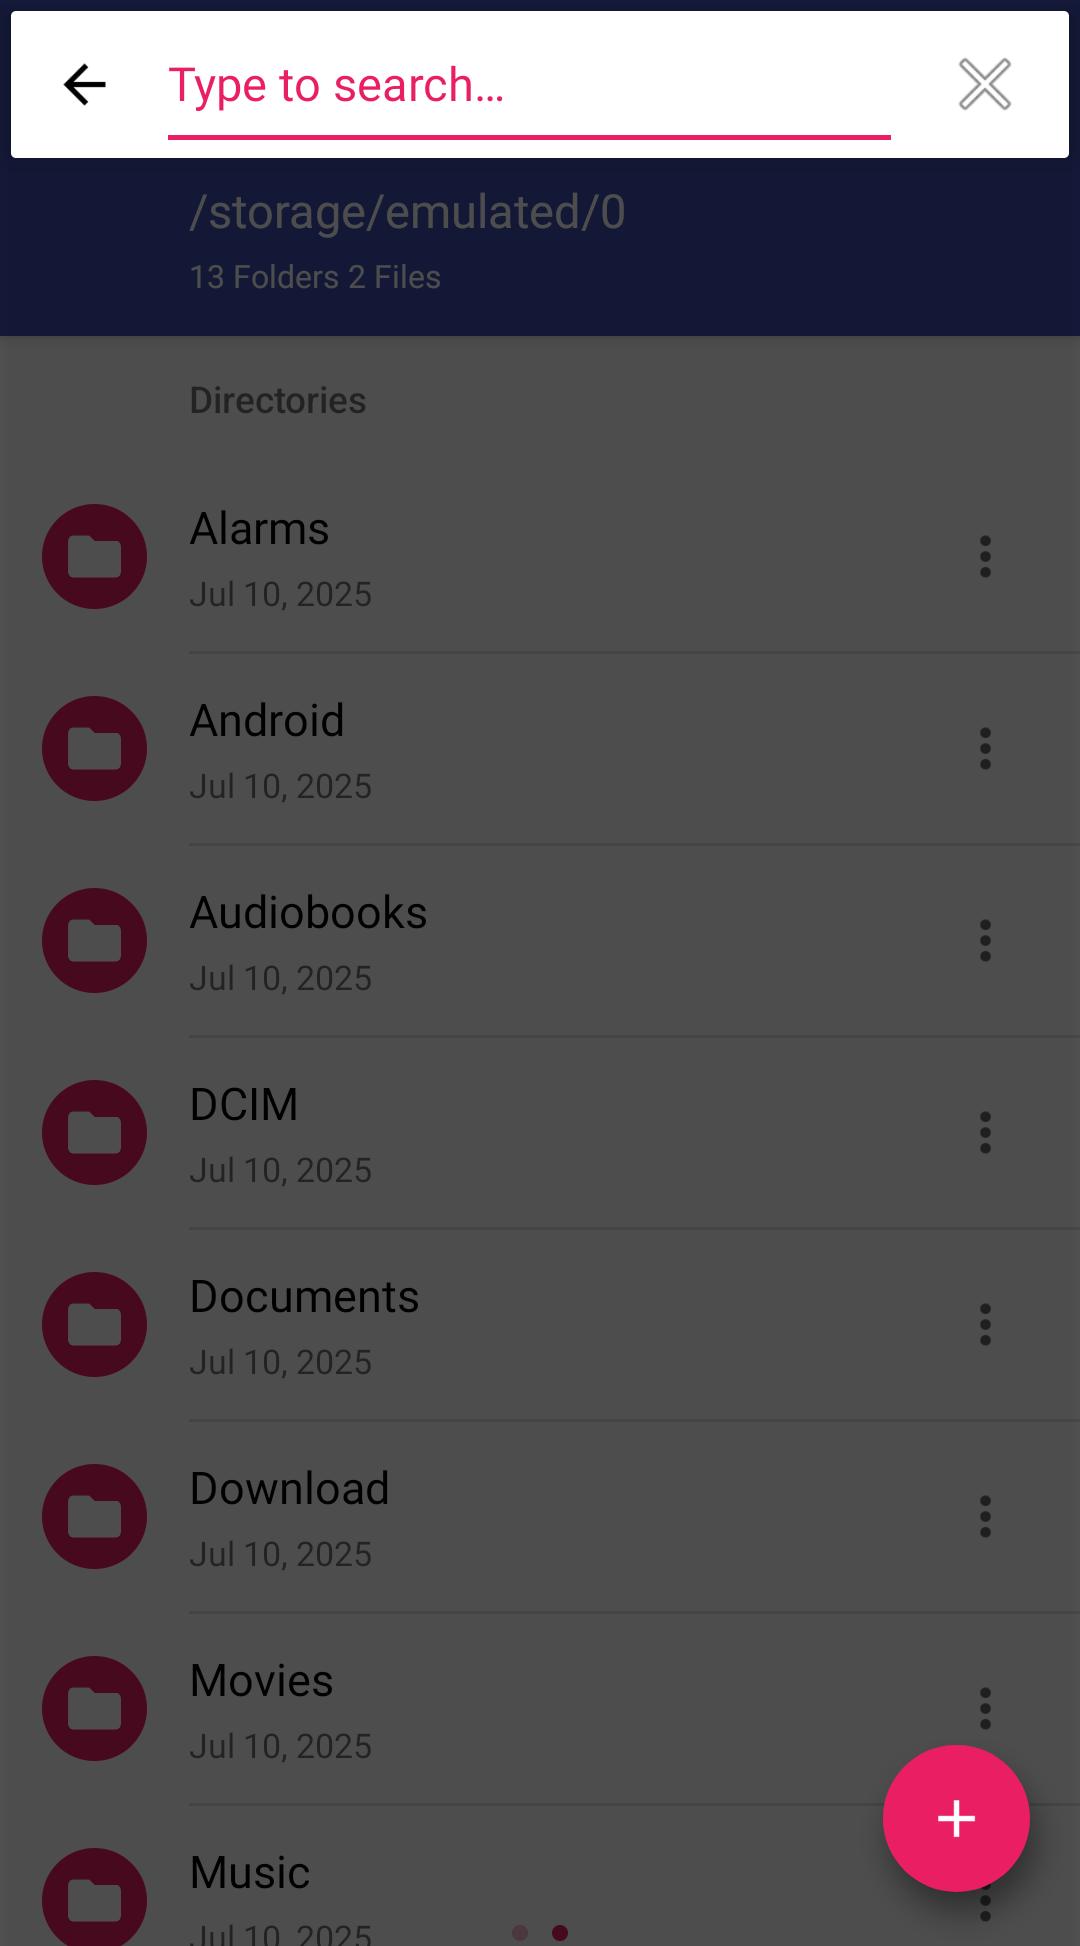 Type to search...
/storage/emulated/0
13 Folders 2 Files
Directories
Alarms
Jul 10, 2025
Android
Jul 10, 2025
Audiobooks
Jul 10, 2025
DCIM
Jul 10, 2025
Documents
Jul 10, 2025
Download
Jul 10, 2025
Movies
Jul 10, 2025
Music
Jul 10, 2025